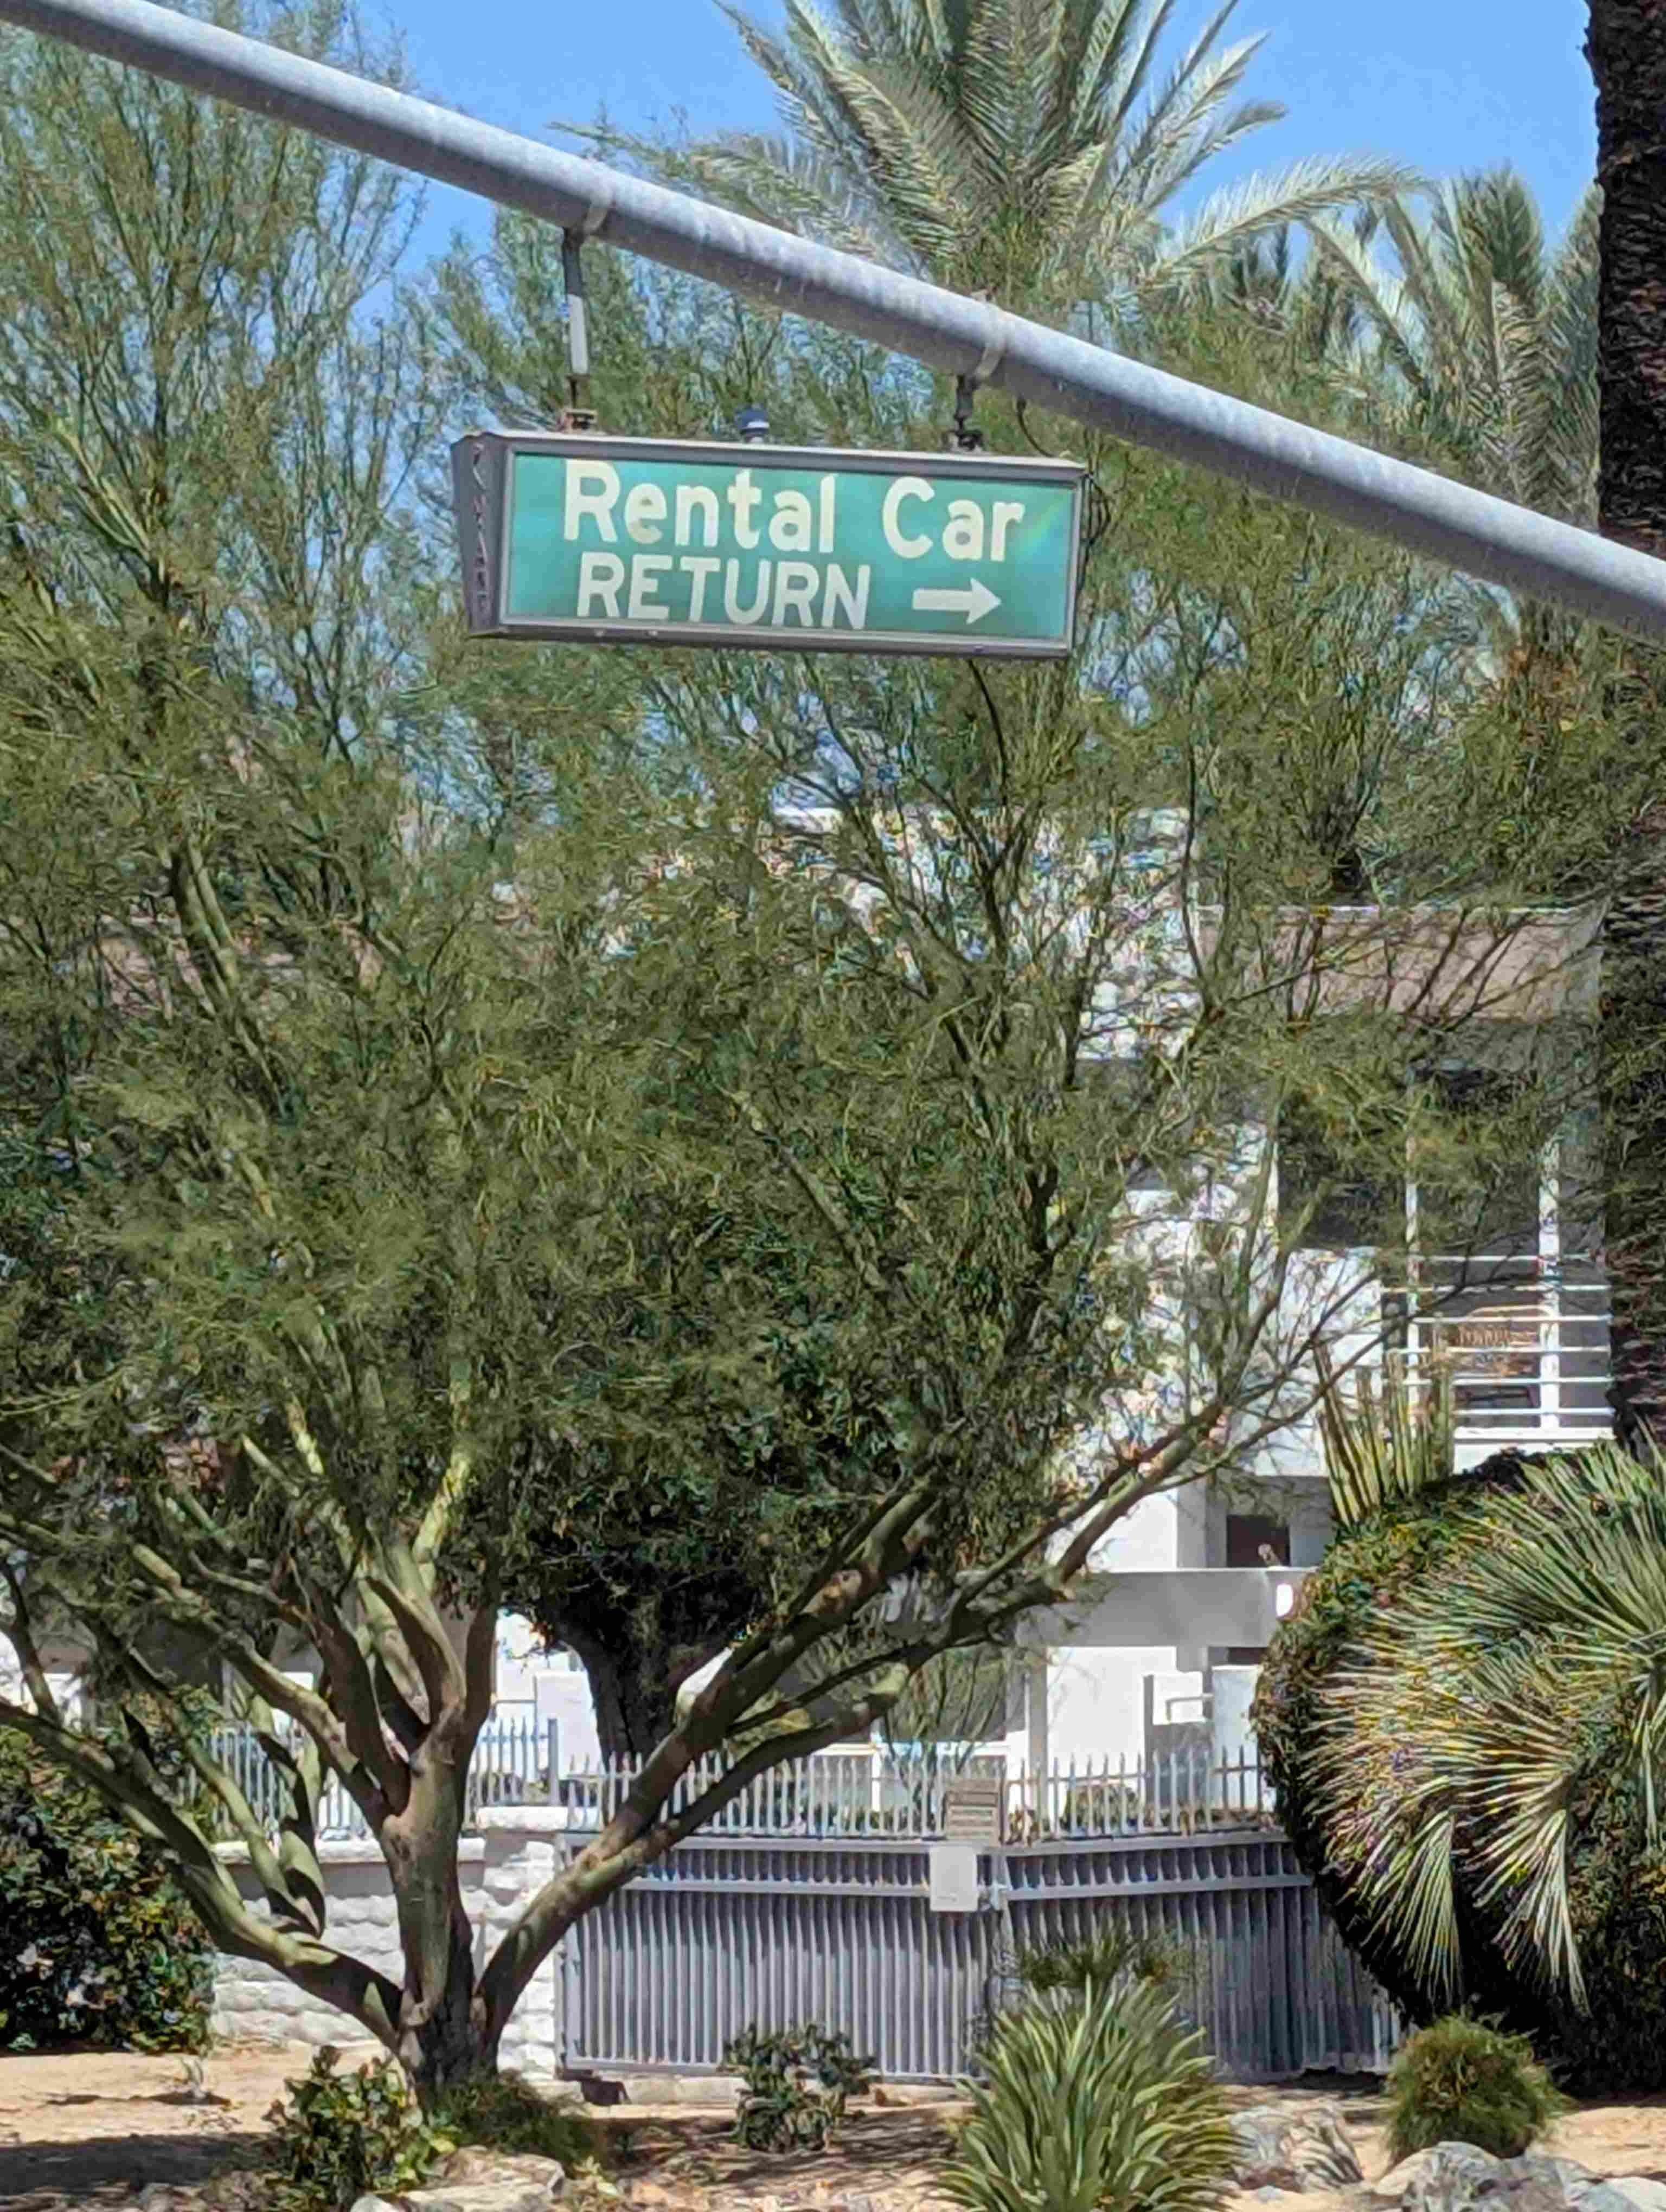 Rental Car
RETURN →